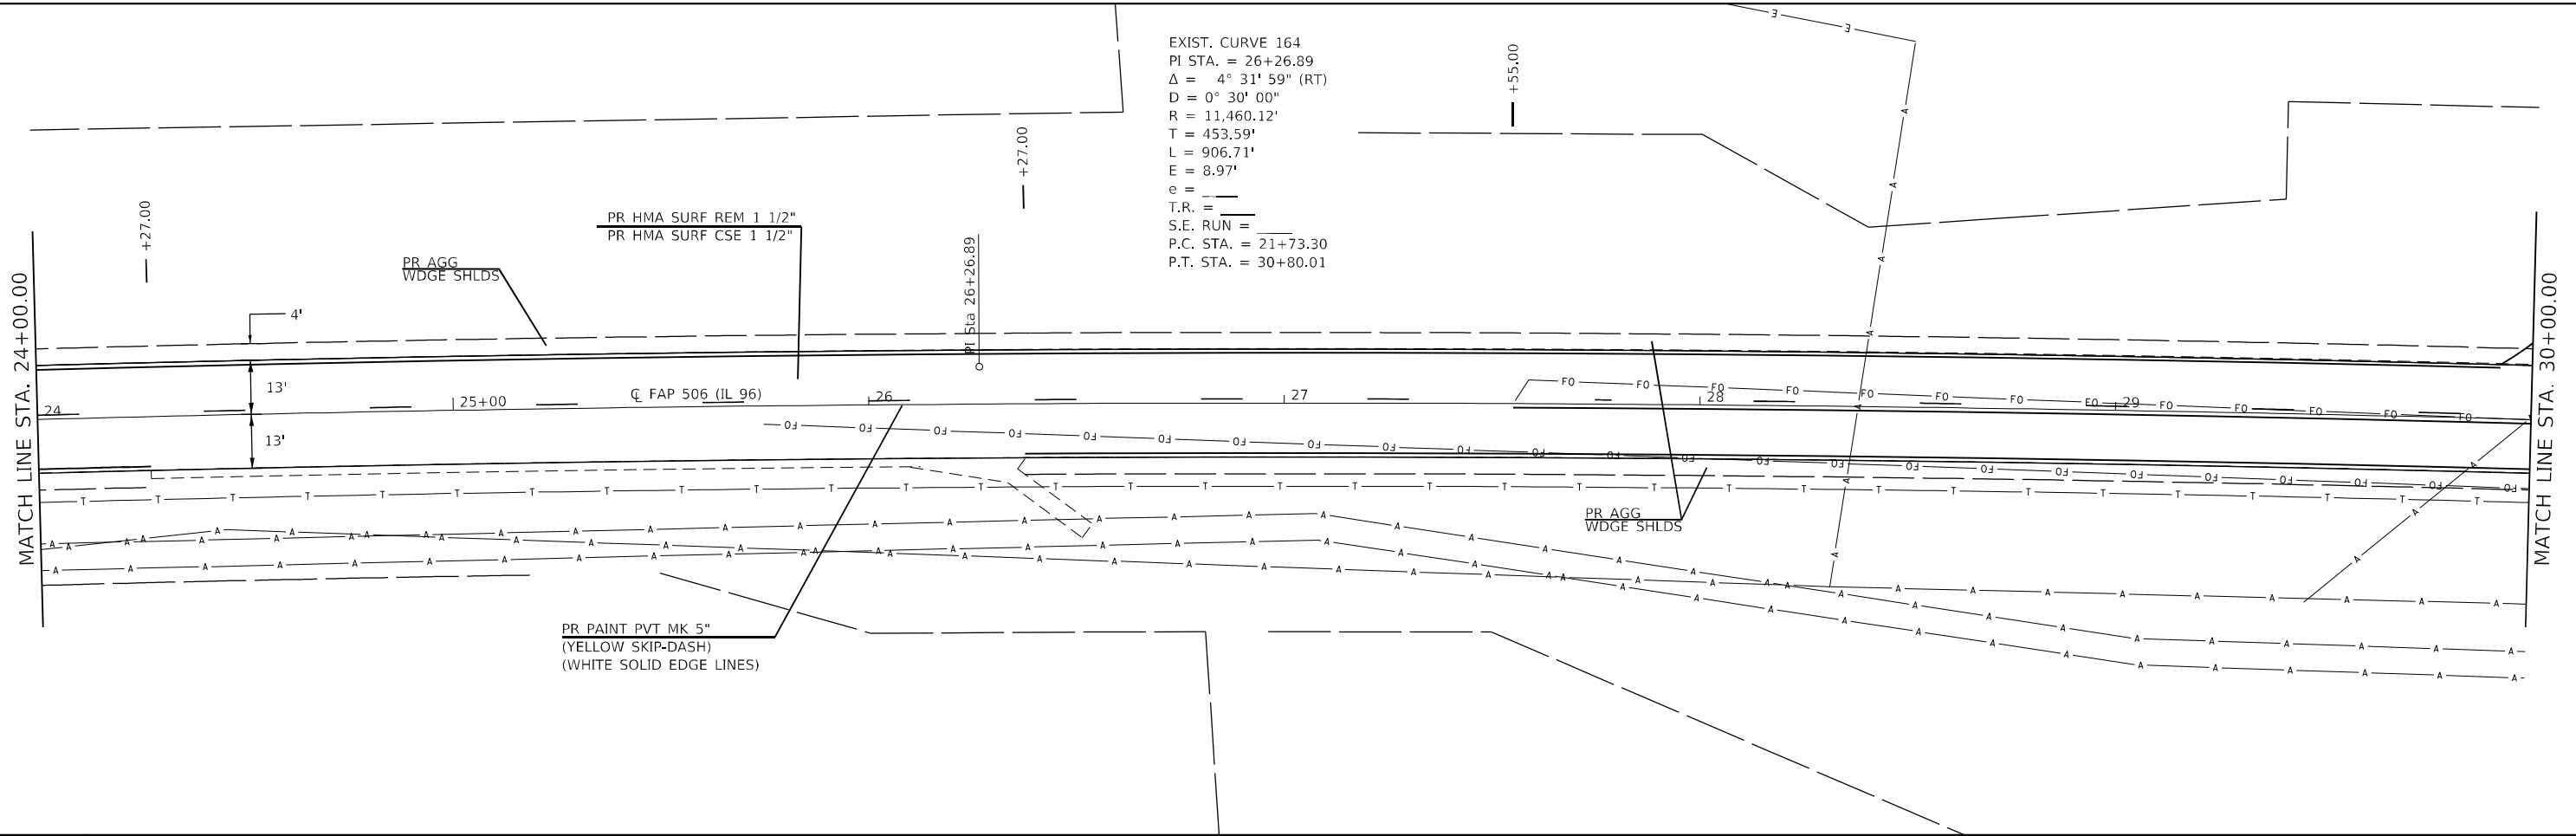 EXIST. CURVE 164
PI STA. = 26+26.89
Δ = 4° 31' 59" (RT)
D = 0° 30' 00"
R = 11,460.12'
T = 453.59'
L = 906.71'
E = 8.97'
e = ____
T.R. = ____
S.E. RUN = ____
P.C. STA. = 21+73.30
P.T. STA. = 30+80.01
+55.00
+27.00
+27.00
PR HMA SURF REM 1 1/2"
PR HMA SURF CSE 1 1/2"
PR AGG
WDGE SHLDS
PI Sta 26+26.89
MATCH LINE STA. 24+00.00
MATCH LINE STA. 30+00.00
4'
13'
13'
24
25+00
℄ FAP 506 (IL 96)
26
27
28
29
PR AGG
WDGE SHLDS
PR PAINT PVT MK 5"
(YELLOW SKIP-DASH)
(WHITE SOLID EDGE LINES)